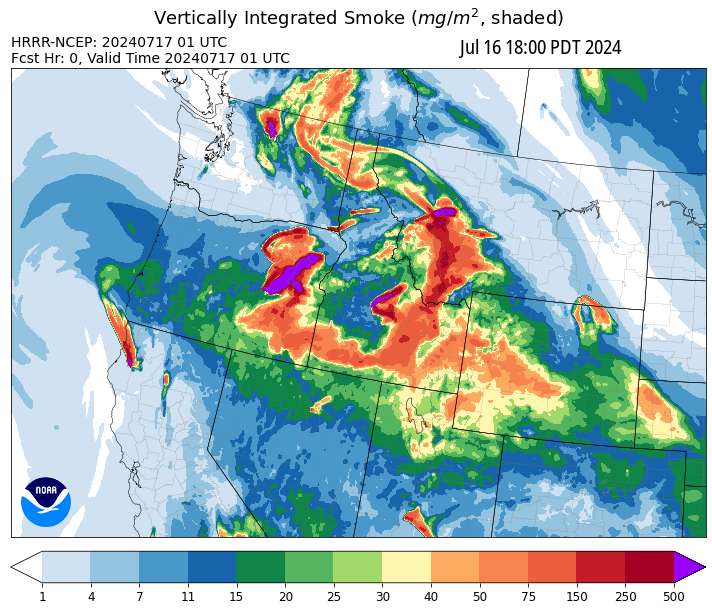 Vertically Integrated Smoke (mg/m², shaded)
HRRR-NCEP: 20240717 01 UTC
Jul 16 18:00 PDT 2024
Fcst Hr: 0, Valid Time 20240717 01 UTC
NOAA
1 4 7 11 15 20 25 30 40 50 75 150 250 500